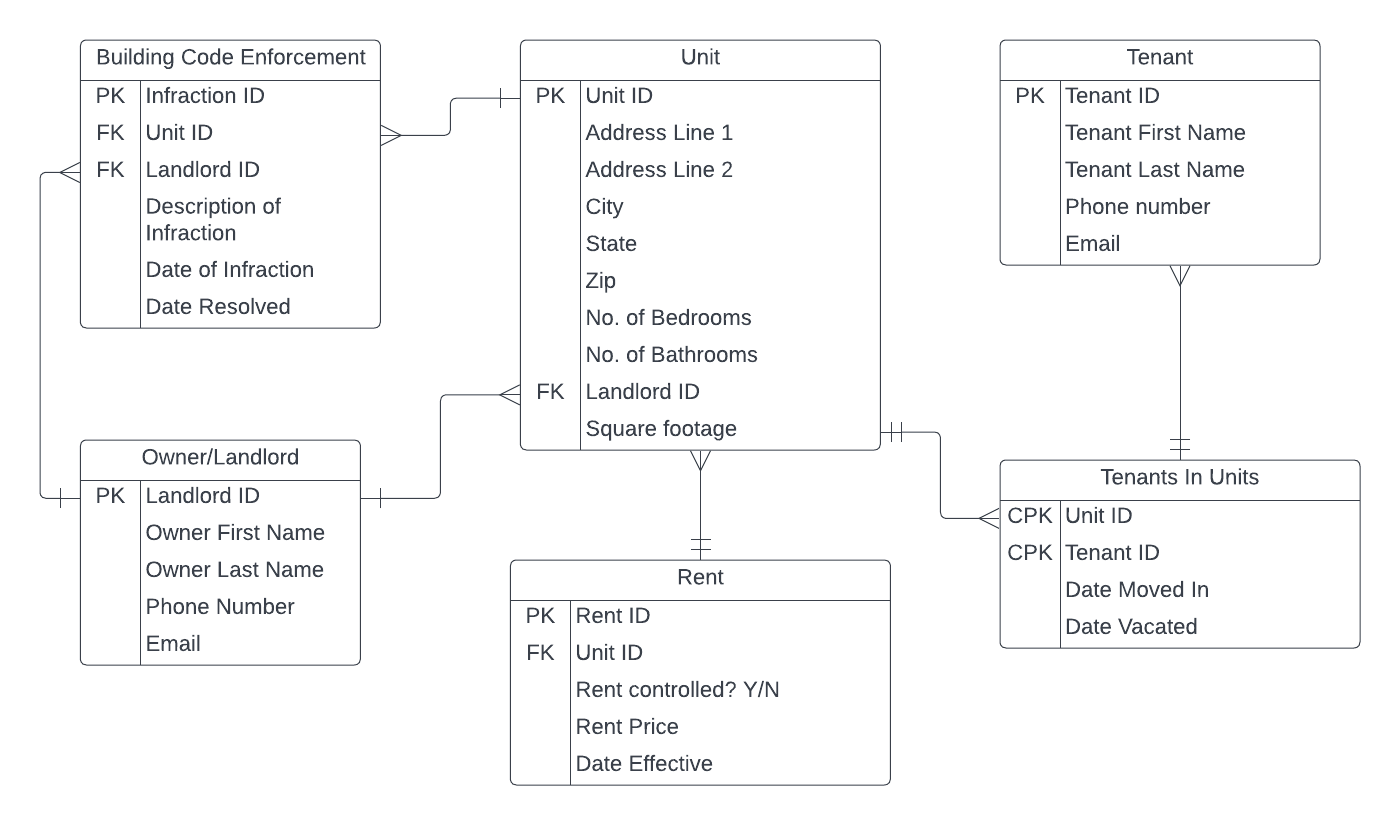 Building Code Enforcement
PK Infraction ID
FK Unit ID
FK Landlord ID
Description of
Infraction
Date of Infraction
Date Resolved
Unit
PK Unit ID
Address Line 1
Address Line 2
City
State
Zip
No. of Bedrooms
No. of Bathrooms
FK Landlord ID
Square footage
Tenant
PK Tenant ID
Tenant First Name
Tenant Last Name
Phone number
Email
Owner/Landlord
PK Landlord ID
Owner First Name
Owner Last Name
Phone Number
Email
Rent
PK Rent ID
FK Unit ID
Rent controlled? Y/N
Rent Price
Date Effective
Tenants In Units
CPK Unit ID
CPK Tenant ID
Date Moved In
Date Vacated